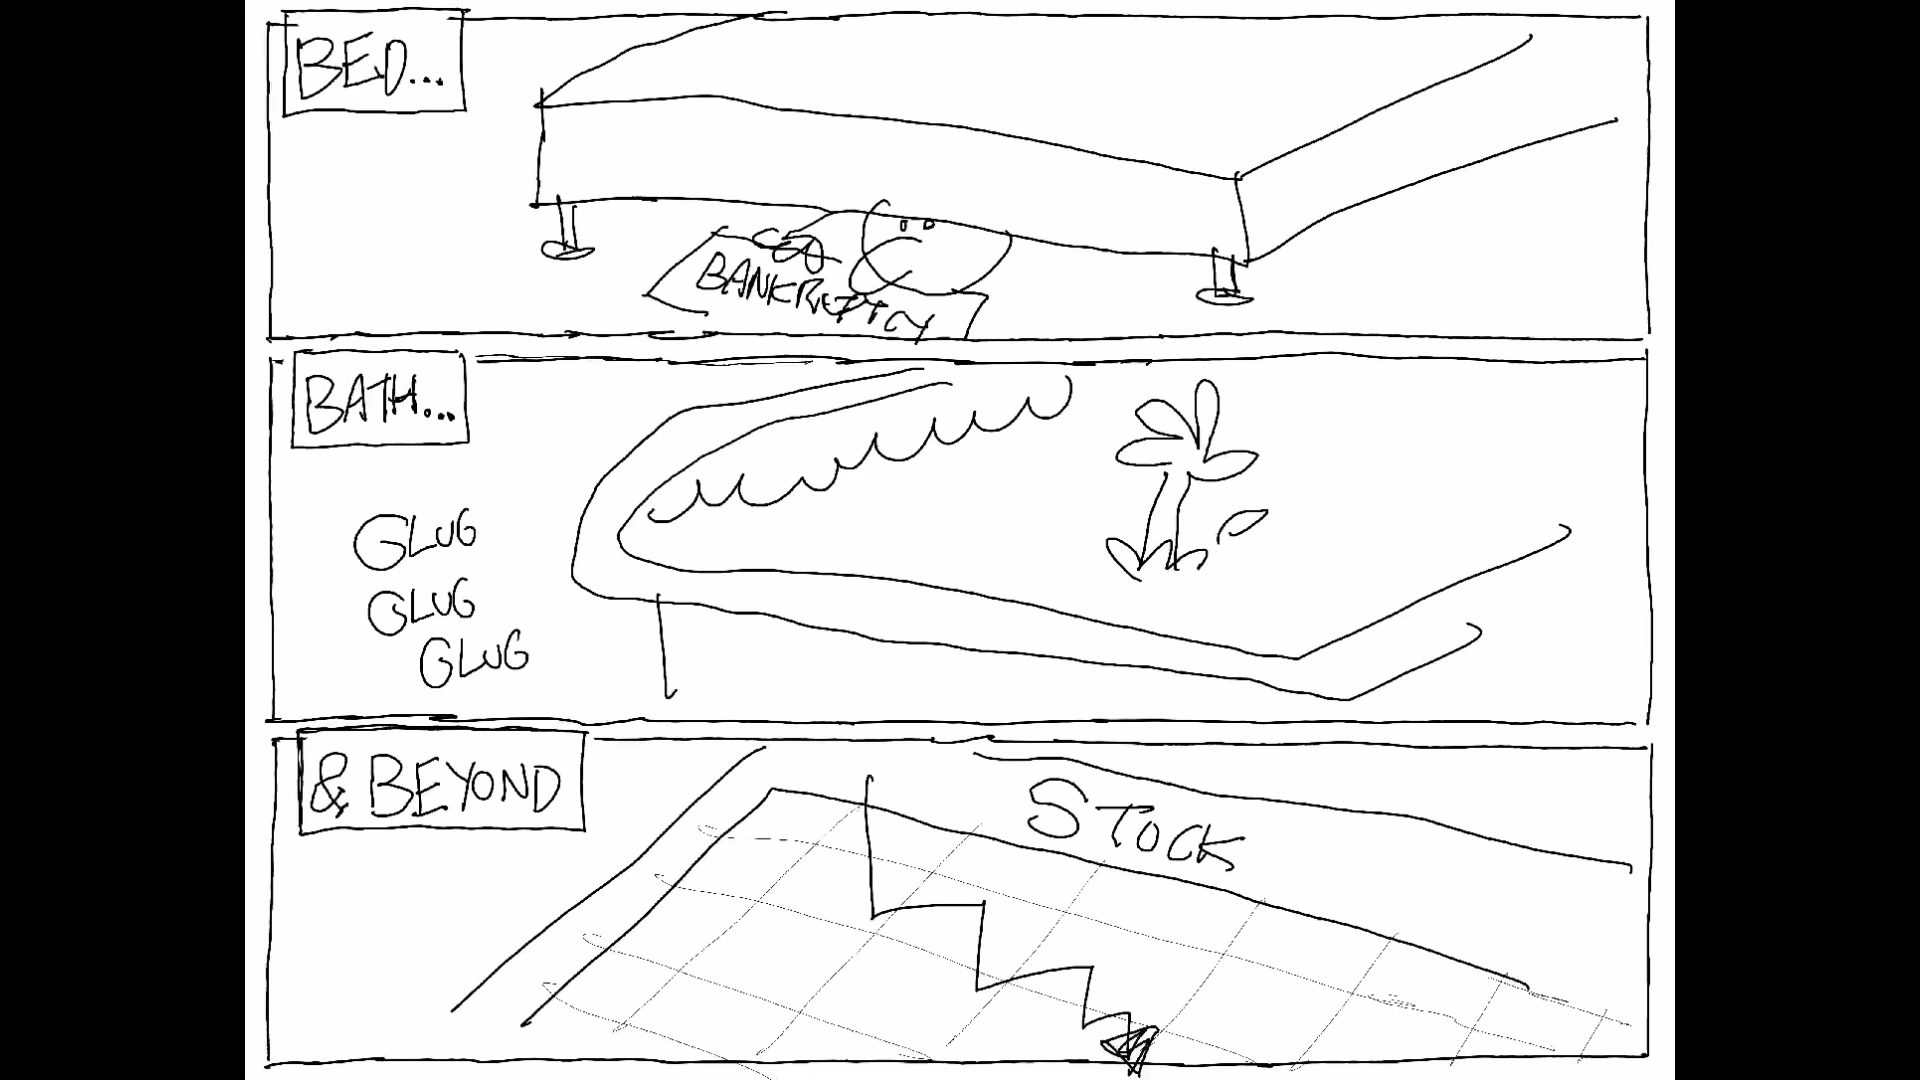 BED...
BANKRUPTCY
BATH...
GLUG
GLUG
GLUG
& BEYOND
STOCK